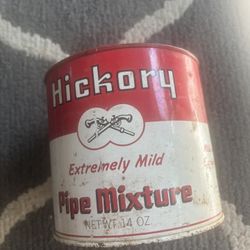 Hickory
Extremely Mild
Pipe Mixture
NET WT. 14 OZ.